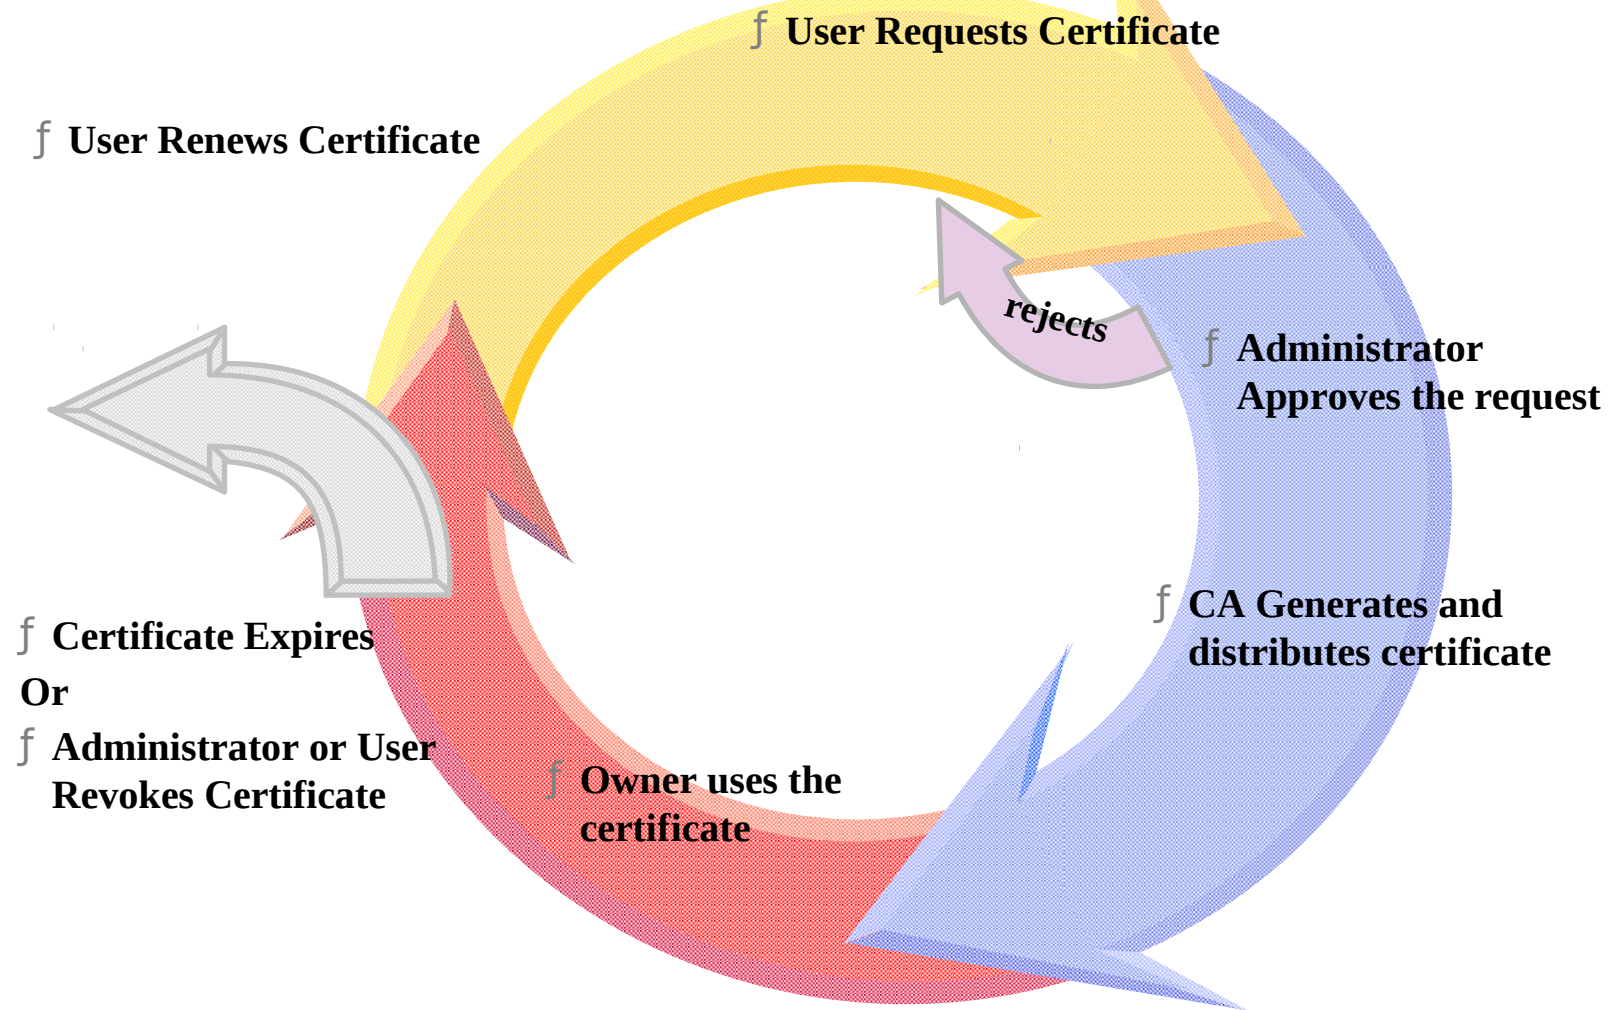 ƒ User Requests Certificate
ƒ User Renews Certificate
rejects
ƒ Administrator
Approves the request
ƒ CA Generates and
distributes certificate
ƒ Certificate Expires
Or
ƒ Administrator or User
Revokes Certificate
ƒ Owner uses the
certificate